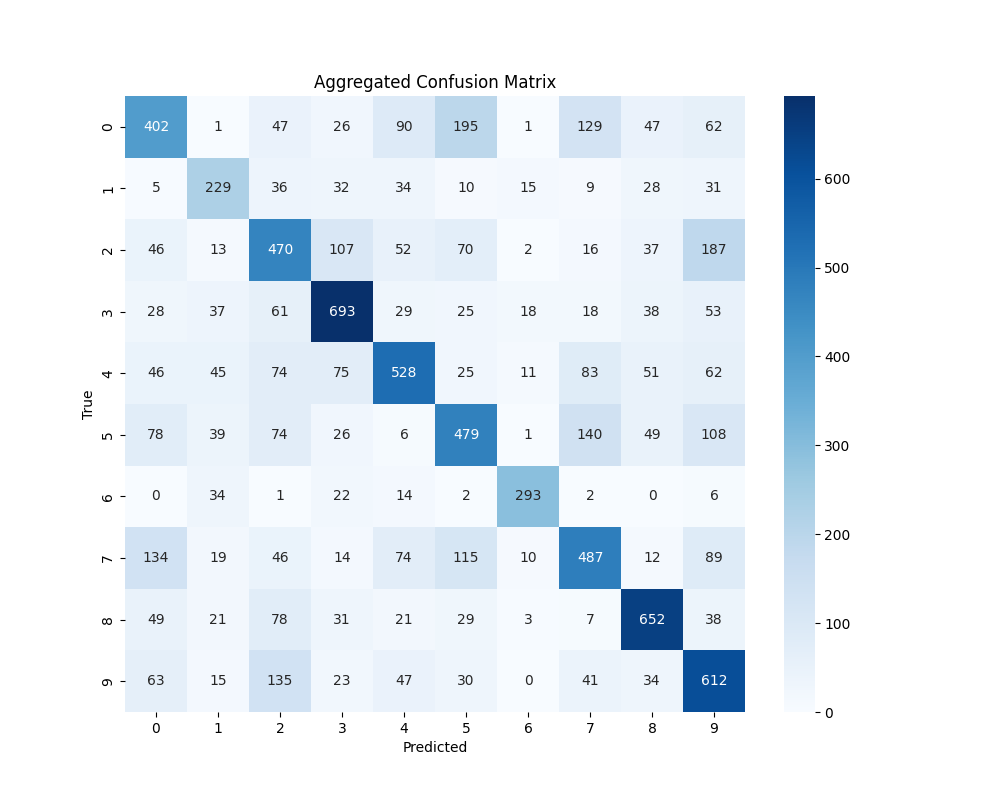 Aggregated Confusion Matrix
0 402 1 47 26 90 195 1 129 47 62
1 5 229 36 32 34 10 15 9 28 31
2 46 13 470 107 52 70 2 16 37 187
3 28 37 61 693 29 25 18 18 38 53
4 46 45 74 75 528 25 11 83 51 62
5 78 39 74 26 6 479 1 140 49 108
6 0 34 1 22 14 2 293 2 0 6
7 134 19 46 14 74 115 10 487 12 89
8 49 21 78 31 21 29 3 7 652 38
9 63 15 135 23 47 30 0 41 34 612
0 1 2 3 4 5 6 7 8 9
Predicted
True
600
500
400
300
200
100
0